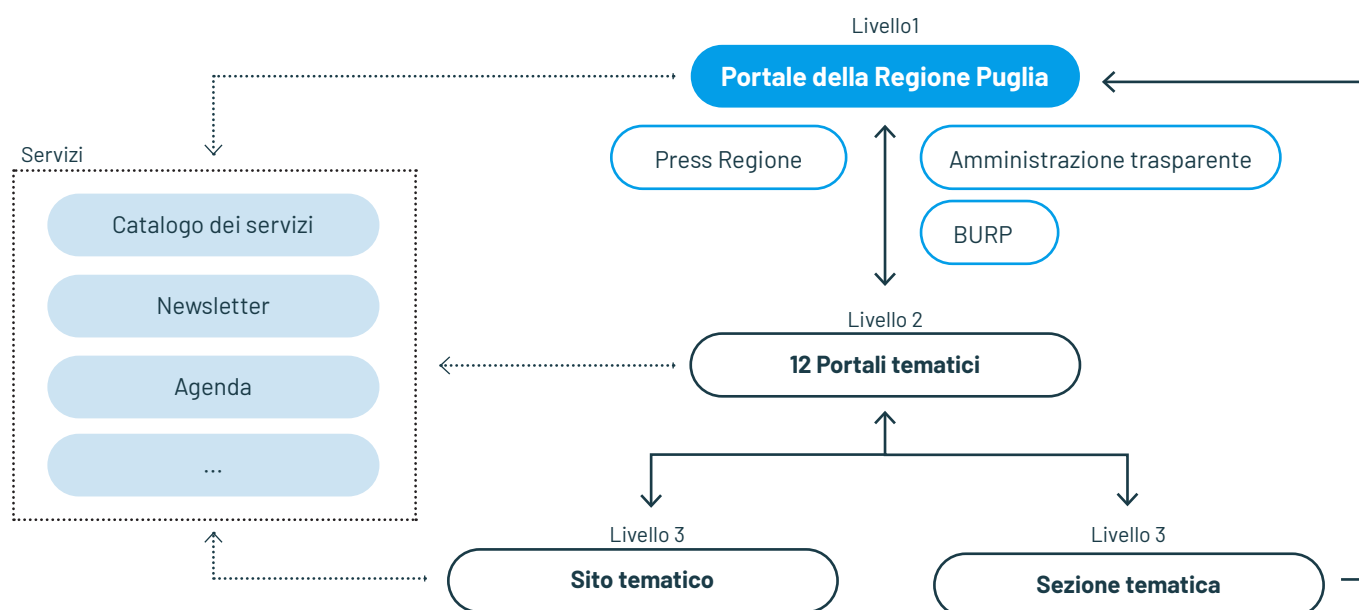 Livello1
Portale della Regione Puglia
Press Regione
Amministrazione trasparente
BURP
Servizi
Catalogo dei servizi
Newsletter
Agenda
...
Livello 2
12 Portali tematici
Livello 3
Sito tematico
Livello 3
Sezione tematica